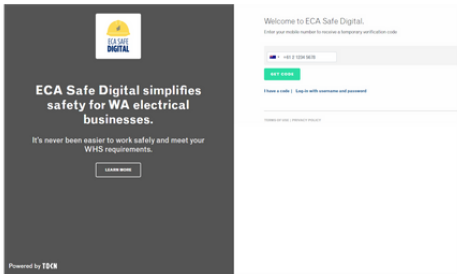 ECA SAFE
DIGITAL
ECA Safe Digital simplifies
safety for WA electrical
businesses.
It's never been easier to work safely and meet your
WHS requirements.
LEARN MORE
Powered by TDCN
Welcome to ECA Safe Digital.
Enter your mobile number to receive a temporary verification code
GET CODE
I have a code | Log in with username and password
TERMS OF USE | PRIVACY POLICY